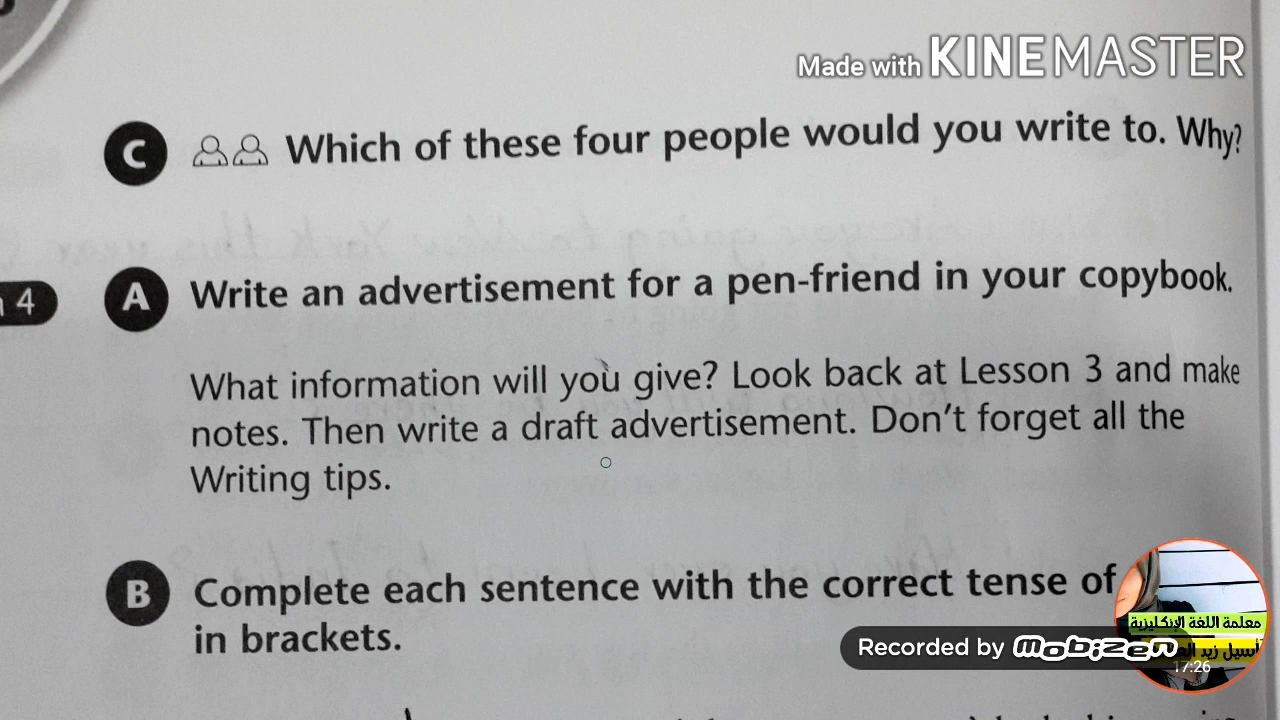 Made with KINEMASTER
C Which of these four people would you write to. Why?
4 A Write an advertisement for a pen-friend in your copybook.
What information will you give? Look back at Lesson 3 and make
notes. Then write a draft advertisement. Don't forget all the
Writing tips.
B Complete each sentence with the correct tense of
in brackets.
معلمة اللغة الإنكليزية
أسيل زيد
Recorded by mobizen
17:26